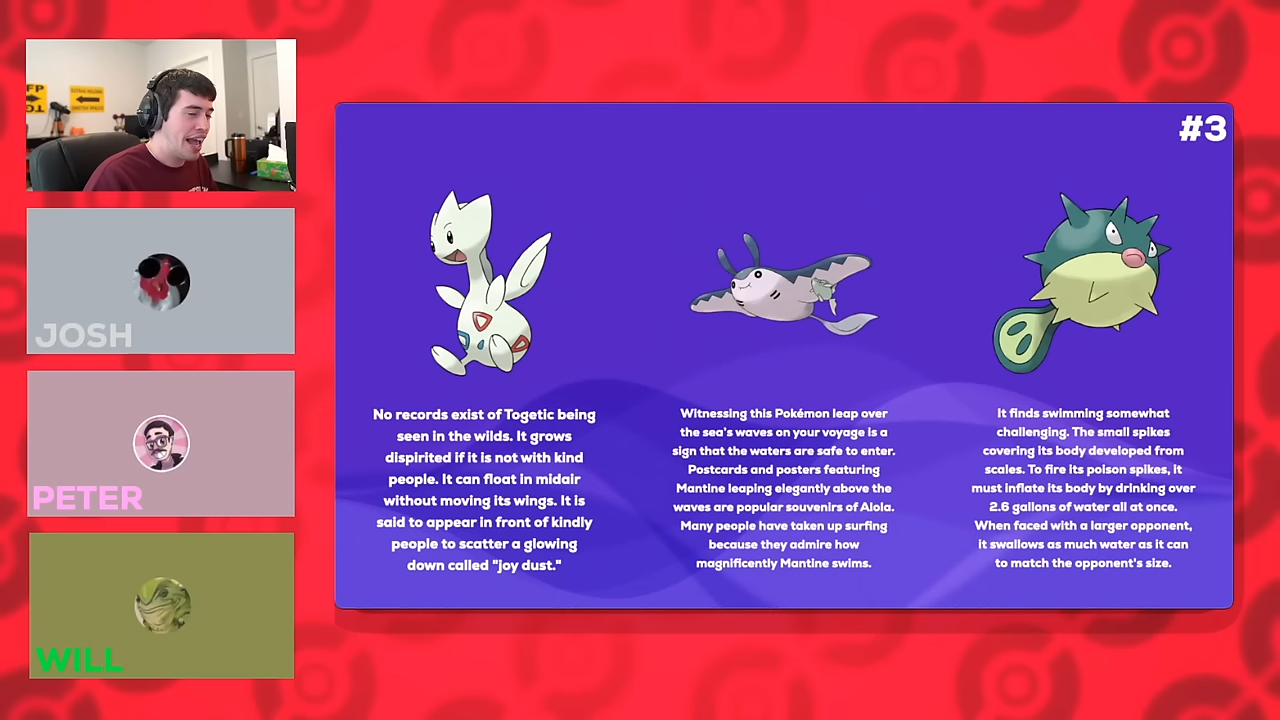 #3
JOSH
PETER
WILL
No records exist of Togetic being
seen in the wilds. It grows
dispirited if it is not with kind
people. It can float in midair
without moving its wings. It is
said to appear in front of kindly
people to scatter a glowing
down called "joy dust."
Witnessing this Pokémon leap over
the sea's waves on your voyage is a
sign that the waters are safe to enter.
Postcards and posters featuring
Mantine leaping elegantly above the
waves are popular souvenirs of Alola.
Many people have taken up surfing
because they admire how
magnificently Mantine swims.
It finds swimming somewhat
challenging. The small spikes
covering its body developed from
scales. To fire its poison spikes, it
must inflate its body by drinking over
2.6 gallons of water all at once.
When faced with a larger opponent,
it swallows as much water as it can
to match the opponent's size.